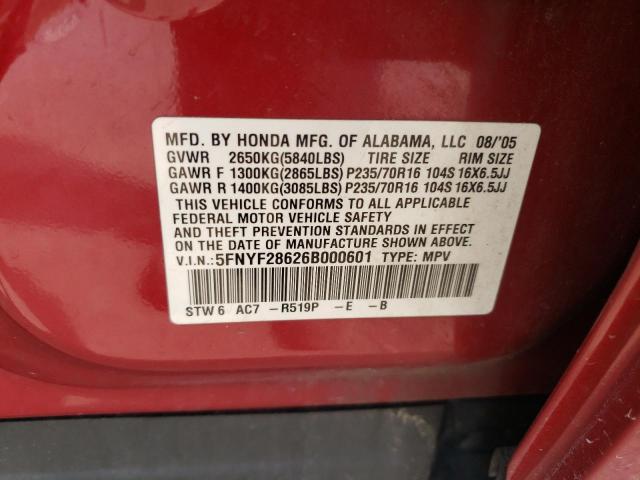 MFD. BY HONDA MFG. OF ALABAMA, LLC 08/'05
GVWR 2650KG(5840LBS) TIRE SIZE RIM SIZE
GAWR F 1300KG(2865LBS) P235/70R16 104S 16X6.5JJ
GAWR R 1400KG(3085LBS) P235/70R16 104S 16X6.5JJ
THIS VEHICLE CONFORMS TO ALL APPLICABLE
FEDERAL MOTOR VEHICLE SAFETY
AND THEFT PREVENTION STANDARDS IN EFFECT
ON THE DATE OF MANUFACTURE SHOWN ABOVE.
V.I.N.: 5FNYF28626B000601 TYPE: MPV
STW6 AC7 -R519P -E -B